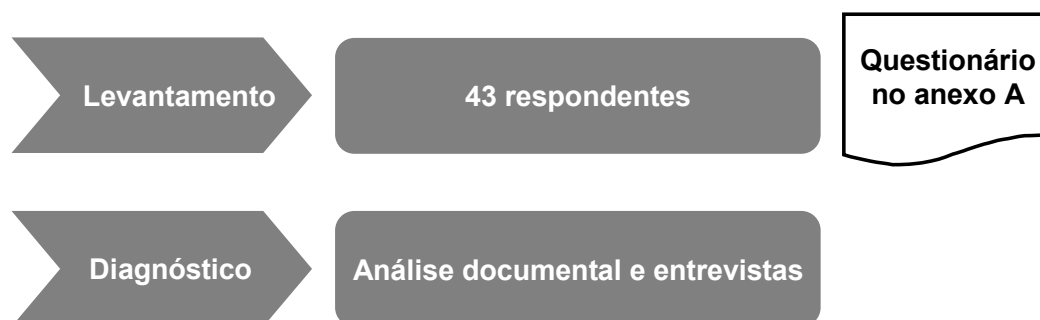 Levantamento
43 respondentes
Questionário
no anexo A
Diagnóstico
Análise documental e entrevistas